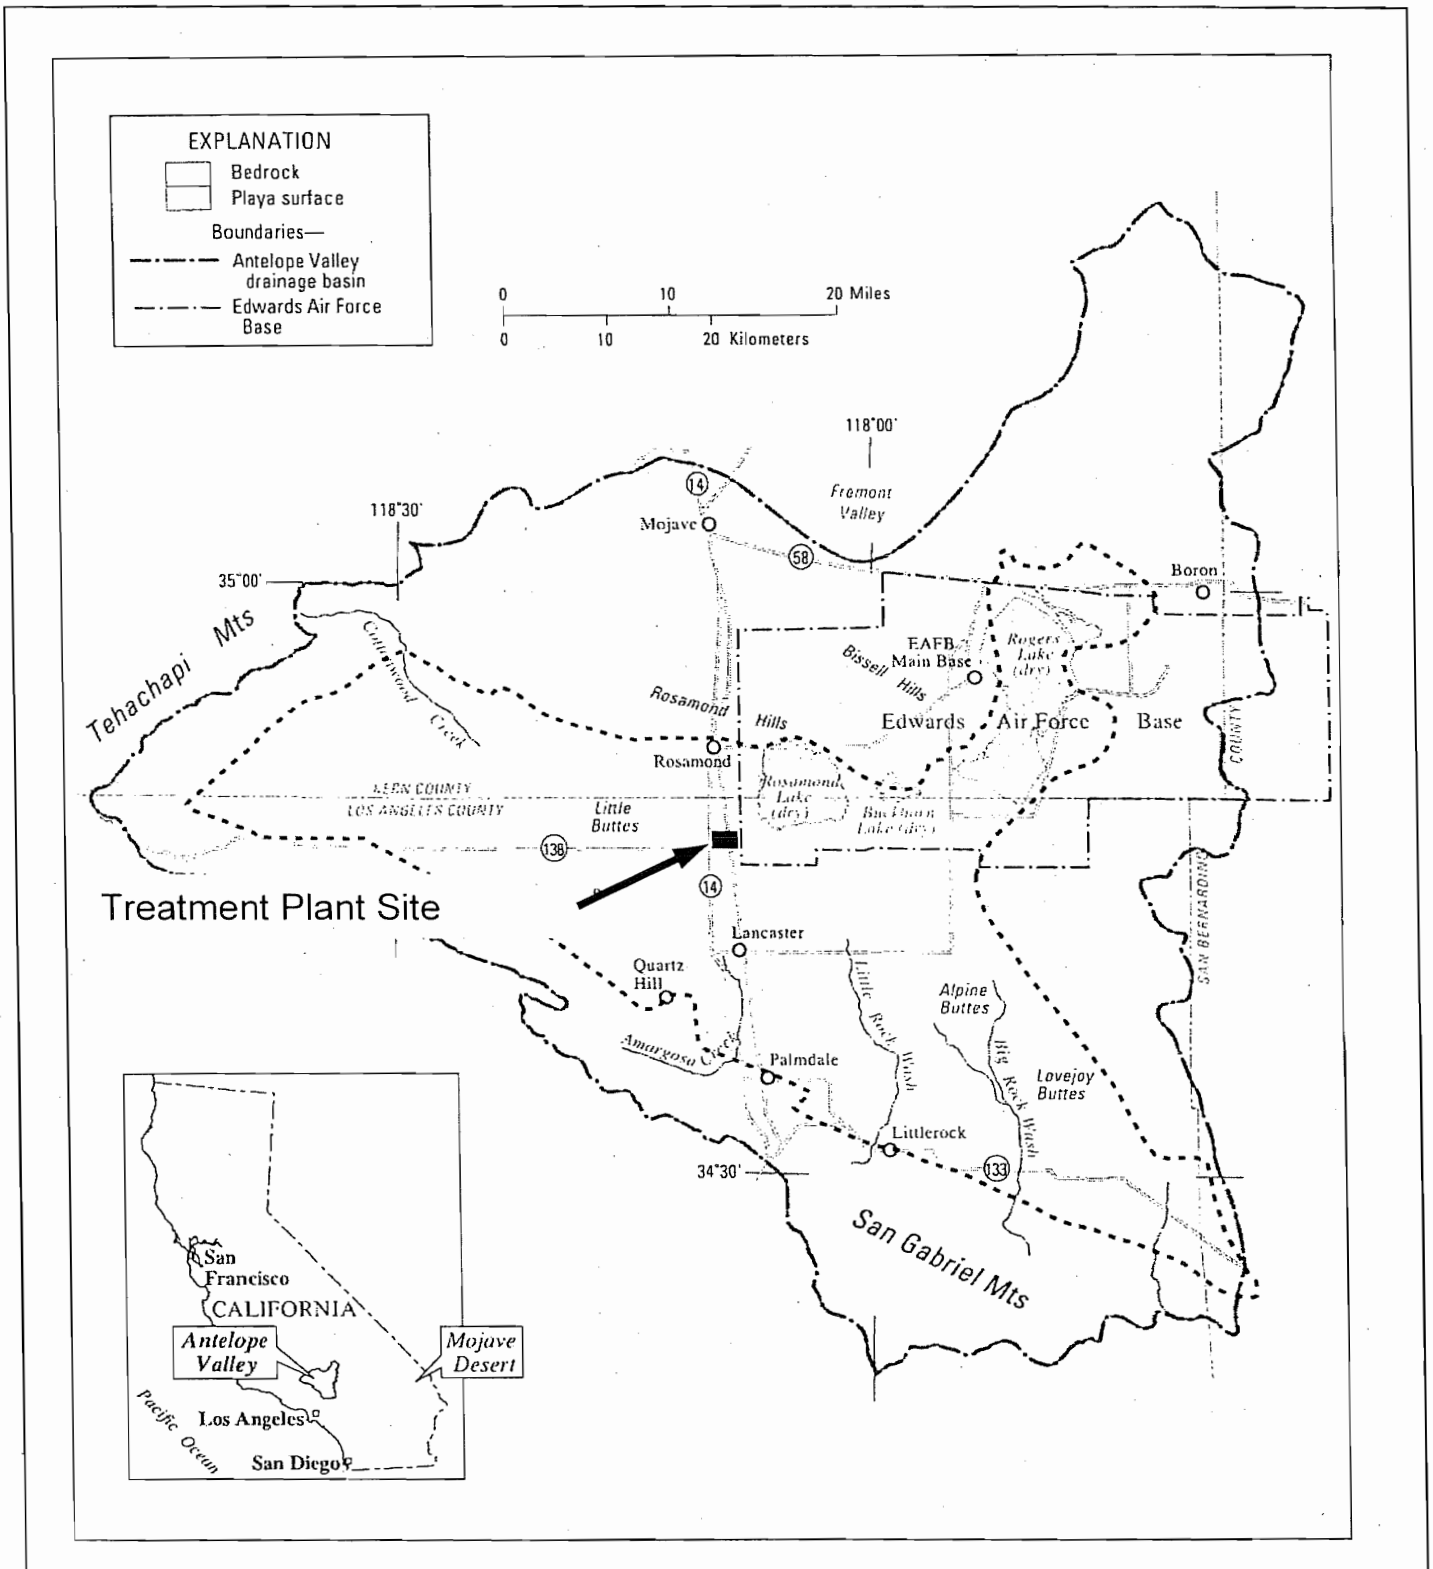 EXPLANATION
Bedrock
Playa surface
Boundaries—
Antelope Valley
drainage basin
Edwards Air Force
Base
0 10 20 Miles
0 10 20 Kilometers
118°00'
14
Fremont
Valley
118°30'
Mojave
58
35°00'
Boron
Tehachapi Mts
Cottonwood Creek
EAFB
Main Base
Rogers
Lake
(dry)
Bissell Hills
Rosamond Hills
Edwards Air Force Base
COUNTY
Rosamond
KERN COUNTY
LOS ANGELES COUNTY
Little
Buttes
Rosamond
Lake
(dry)
Buckhorn
Lake (dry)
138
Treatment Plant Site
14
SAN BERNARDINO
Lancaster
Quartz
Hill
Little Rock Wash
Alpine
Buttes
Amargosa Creek
Palmdale
Big Rock Wash
Lovejoy
Buttes
Littlerock
34°30'
133
San Gabriel Mts
San
Francisco
CALIFORNIA
Antelope
Valley
Mojave
Desert
Pacific Ocean
Los Angeles
San Diego